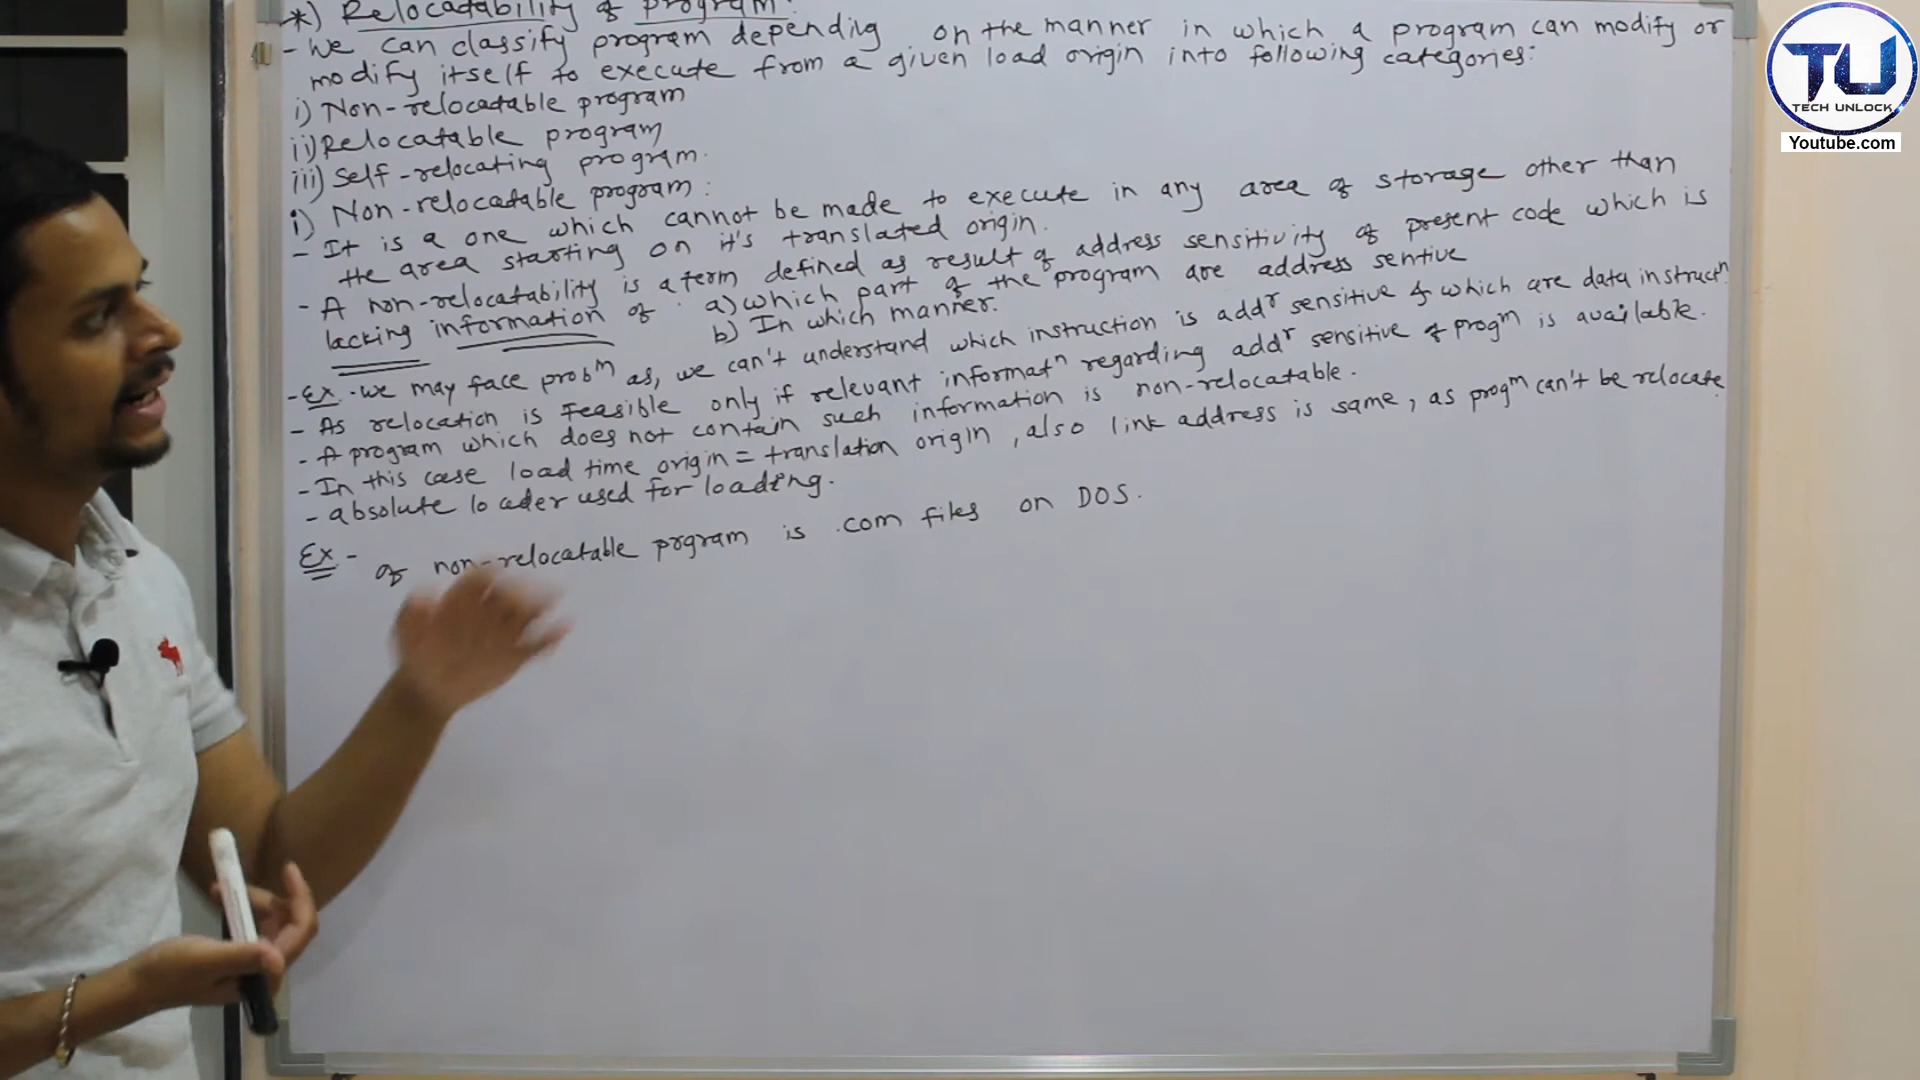 *) Relocatability of program:
- We can classify program dependig on the manner in which a program can modify or
modify itself to execute from a given load origin into following categories:
i) Non-relocatable program
ii) Relocatable program
iii) Self-relocating program.
i) Non-relocatable program:
- It is a one which cannot be made to execute in any area of storage other than
the area starting on it's translated origin.
- A non-relocatability is a term defined as result of address sensitivity of present code which is
lacking information of a) which part of the program are address sentive
b) In which manner.
- Ex - we may face probm as, we can't understand which instruction is addr sensitive & which are data instructn
- As relocation is Feasible only if relevant informatn regarding addr sensitive of progm is available.
- A program which does not contain such information is non-relocatable.
- In this case load time origin = translation origin, also link address is same, as progm can't be relocate.
- absolute loader used for loading.
Ex - of non-relocatable prgram is .com files on DOS.
TU
TECH UNLOCK
Youtube.com